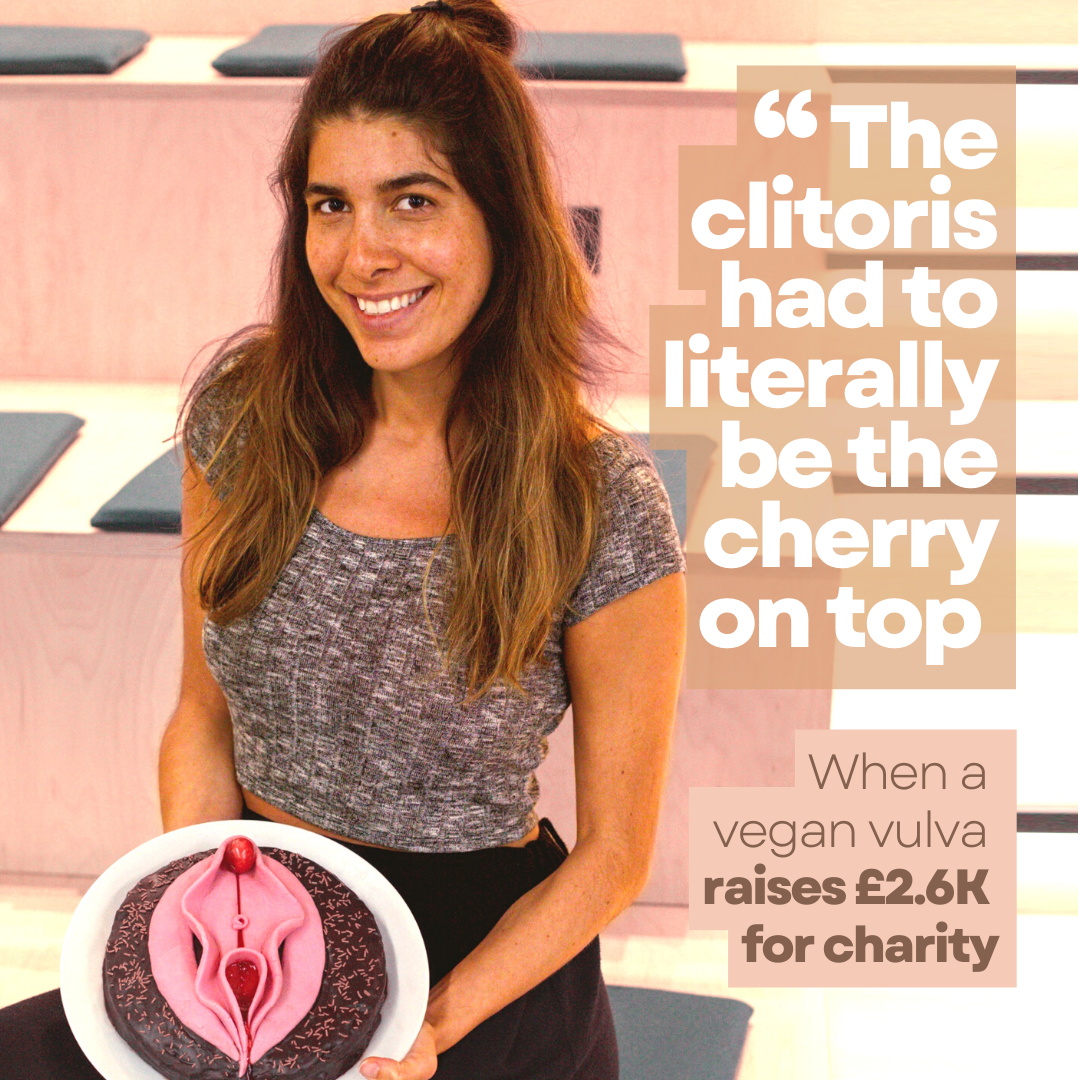 “The
clitoris
had to
literally
be the
cherry
on top
When a
vegan vulva
raises £2.6K
for charity